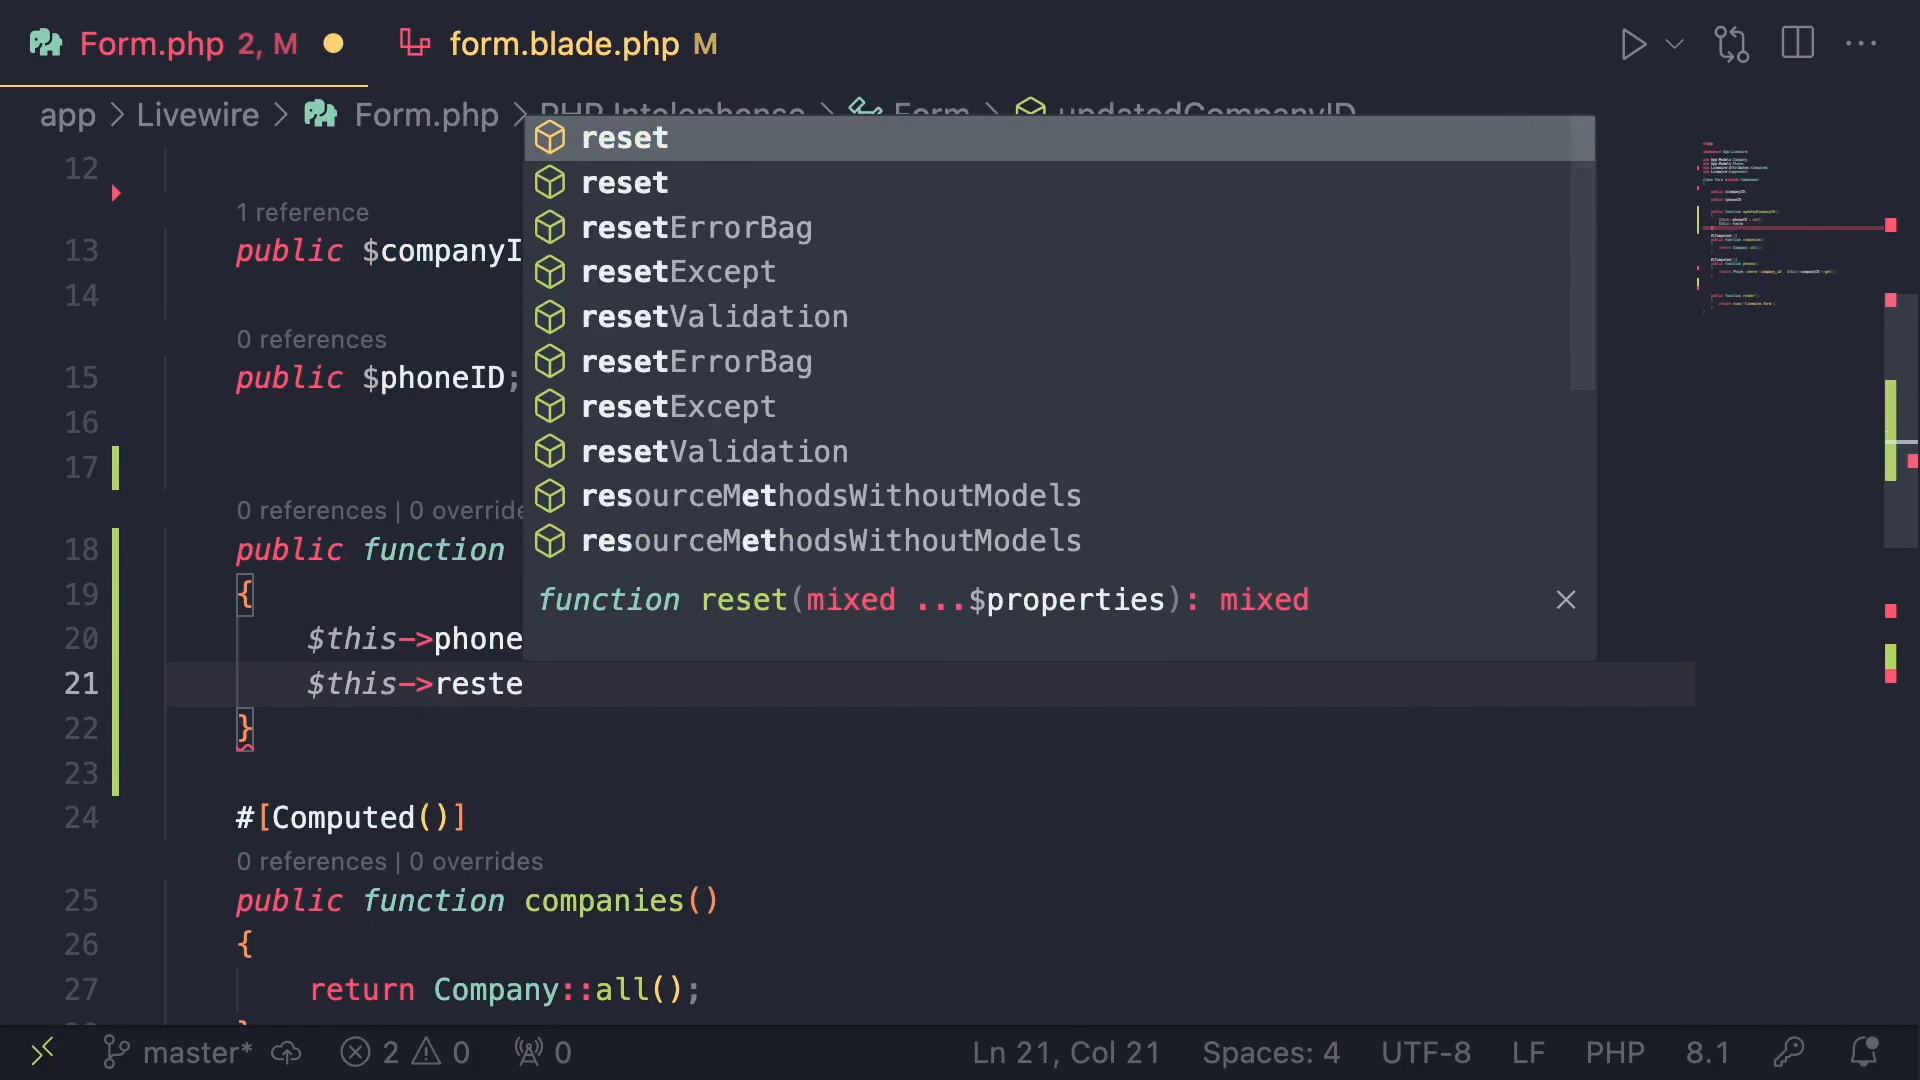 Form.php 2, M
form.blade.php M
app > Livewire > Form.php > PHP Intelephense > Form > updatedCompanyID
12
1 reference
13 public $companyI
14
0 references
15 public $phoneID;
16
17
0 references | 0 override
18 public function
19 {
20 $this->phone
21 $this->reste
22 }
23
24 #[Computed()]
0 references | 0 overrides
25 public function companies()
26 {
27 return Company::all();
reset
reset
resetErrorBag
resetExcept
resetValidation
resetErrorBag
resetExcept
resetValidation
resourceMethodsWithoutModels
resourceMethodsWithoutModels
function reset(mixed ...$properties): mixed
master* 2 0 0 Ln 21, Col 21 Spaces: 4 UTF-8 LF PHP 8.1